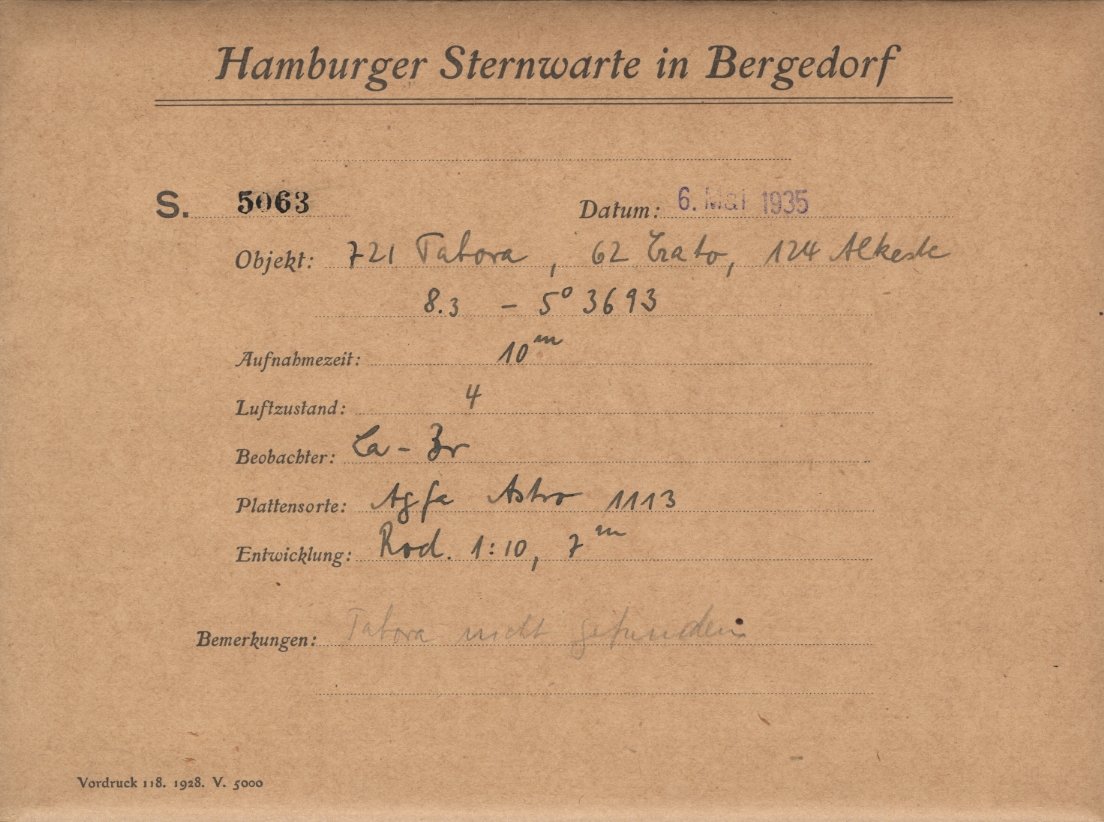 Hamburger Sternwarte in Bergedorf
S. 5063 Datum: 6. Mai 1935
Objekt: 721 Tabora, 62 Erato, 124 Alkeste
8.3 – 5° 3693
Aufnahmezeit: 10ᵐ
Luftzustand: 4
Beobachter: La – Br
Plattensorte: Agfa Astro 1113
Entwicklung: Rod. 1:10, 7ᵐ
Bemerkungen: Tabora nicht gefunden.
Vordruck 118. 1928. V. 5000